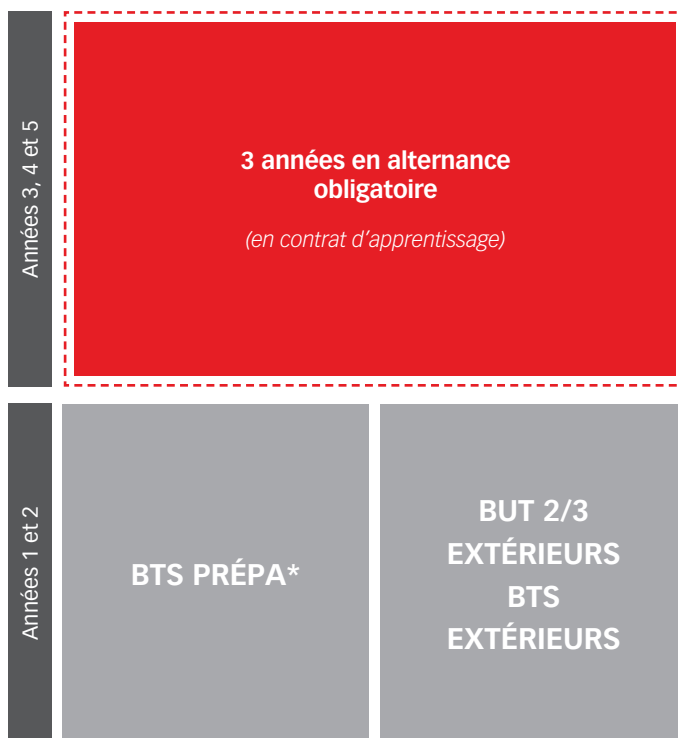 Années 3, 4 et 5
3 années en alternance
obligatoire
(en contrat d'apprentissage)
Années 1 et 2
BTS PRÉPA*
BUT 2/3
EXTÉRIEURS
BTS
EXTÉRIEURS